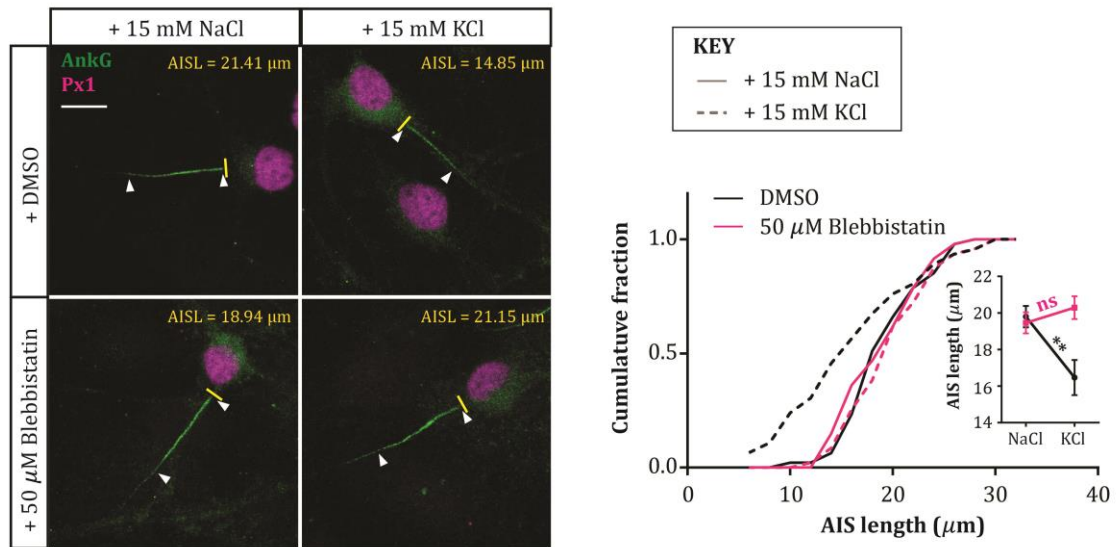 + 15 mM NaCl
+ 15 mM KCl
+ DMSO
AnkG
Px1
AISL = 21.41 μm
AISL = 14.85 μm
+ 50 μM Blebbistatin
AISL = 18.94 μm
AISL = 21.15 μm
KEY
+ 15 mM NaCl
+ 15 mM KCl
DMSO
50 μM Blebbistatin
Cumulative fraction
1.0
0.5
0.0
0
10
20
30
40
AIS length (μm)
AIS length (μm)
22
20
18
16
14
ns
**
NaCl
KCl